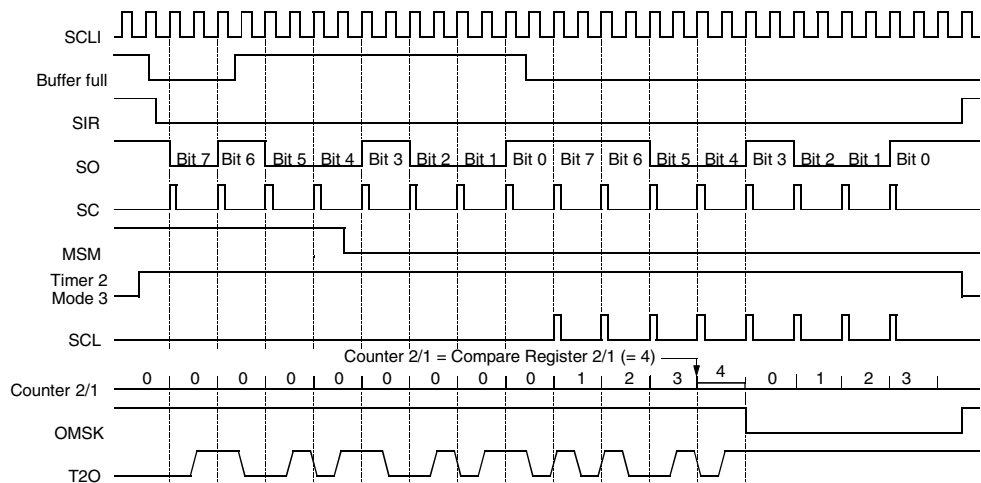 SCLI
Buffer full
SIR
SO Bit 7 Bit 6 Bit 5 Bit 4 Bit 3 Bit 2 Bit 1 Bit 0 Bit 7 Bit 6 Bit 5 Bit 4 Bit 3 Bit 2 Bit 1 Bit 0
SC
MSM
Timer 2
Mode 3
SCL
Counter 2/1 = Compare Register 2/1 (= 4)
Counter 2/1 0 0 0 0 0 0 0 0 0 1 2 3 4 0 1 2 3
OMSK
T2O